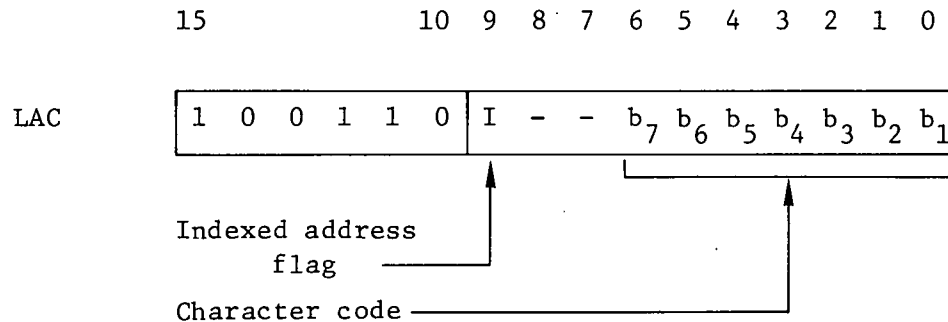 15 10 9 8 7 6 5 4 3 2 1 0
LAC 1 0 0 1 1 0 I - - b7 b6 b5 b4 b3 b2 b1
Indexed address
flag
Character code